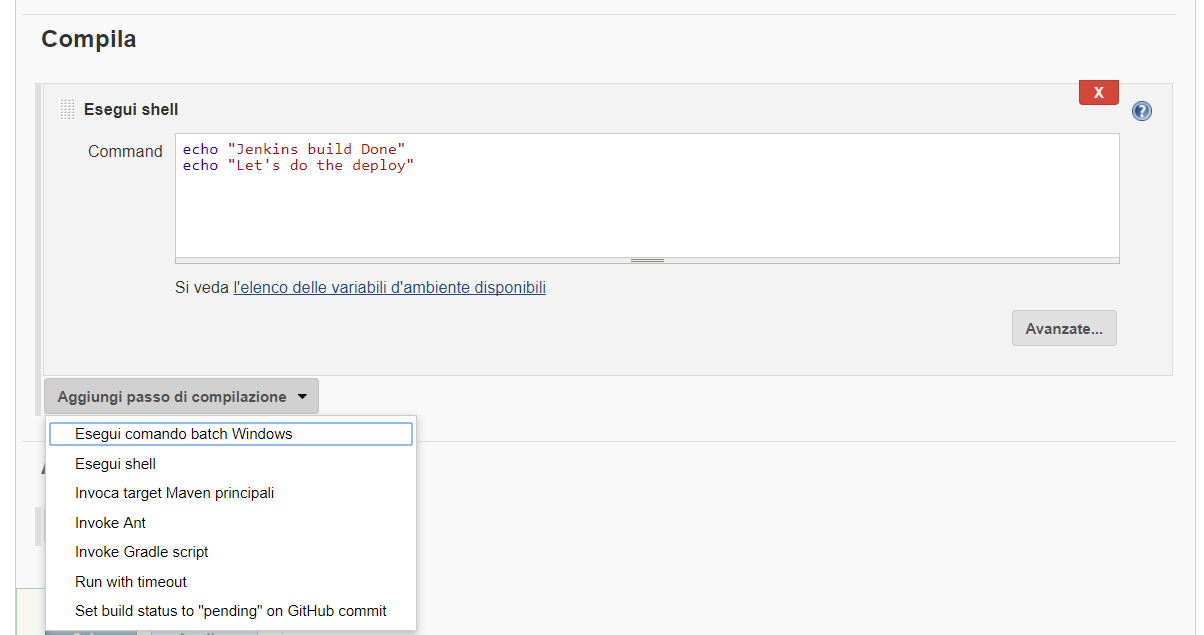 Compila
X
Esegui shell
?
Command
echo "Jenkins build Done"
echo "Let's do the deploy"
Si veda l'elenco delle variabili d'ambiente disponibili
Avanzate...
Aggiungi passo di compilazione
Esegui comando batch Windows
Esegui shell
Invoca target Maven principali
Invoke Ant
Invoke Gradle script
Run with timeout
Set build status to "pending" on GitHub commit